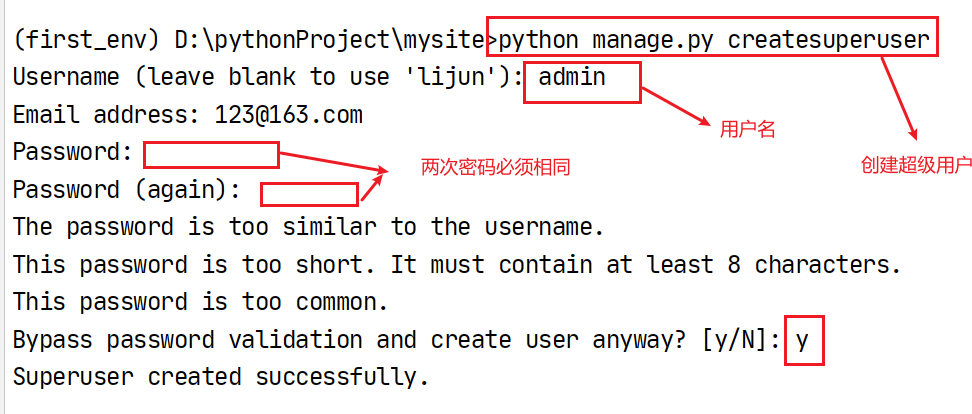 (first_env) D:\pythonProject\mysite>python manage.py createsuperuser
Username (leave blank to use 'lijun'): admin
Email address: 123@163.com
用户名
Password:
两次密码必须相同
创建超级用户
Password (again):
The password is too similar to the username.
This password is too short. It must contain at least 8 characters.
This password is too common.
Bypass password validation and create user anyway? [y/N]: y
Superuser created successfully.